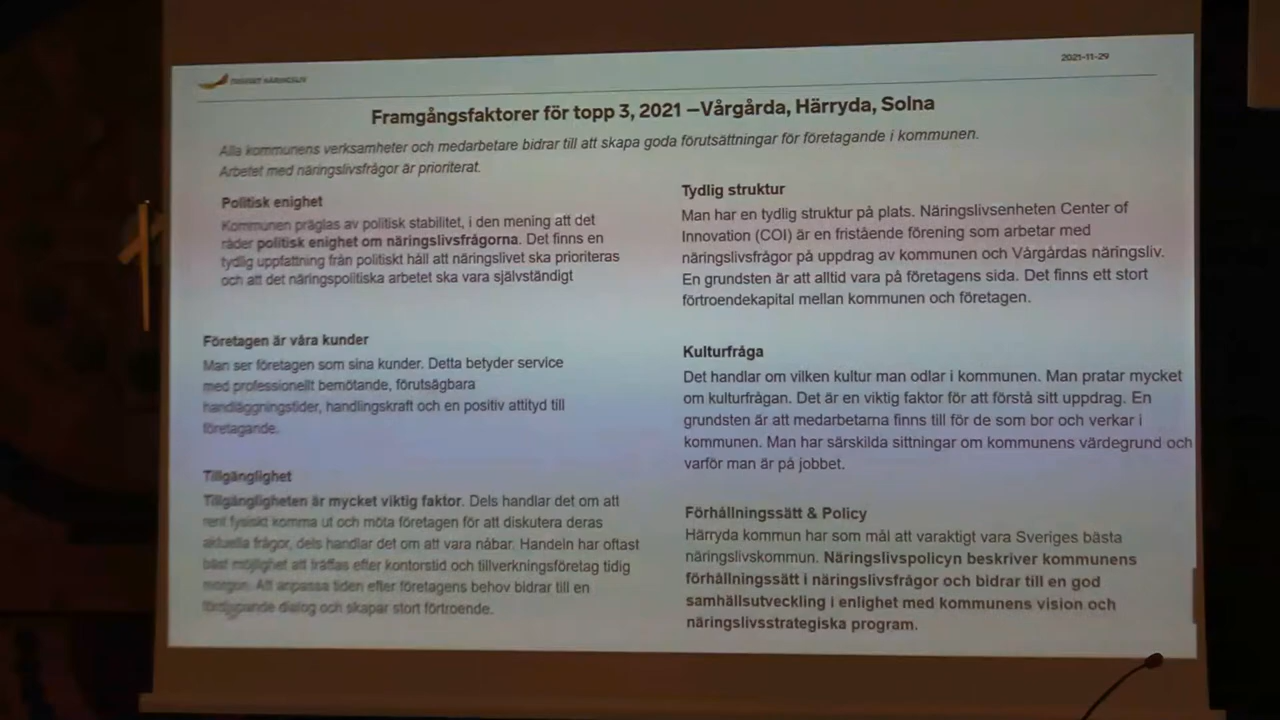 SVENSKT NÄRINGSLIV
2021-11-29
Framgångsfaktorer för topp 3, 2021 –Vårgårda, Härryda, Solna
Alla kommunens verksamheter och medarbetare bidrar till att skapa goda förutsättningar för företagande i kommunen.
Arbetet med näringslivsfrågor är prioriterat.
Politisk enighet
Kommunen präglas av politisk stabilitet, i den mening att det
råder politisk enighet om näringslivsfrågorna. Det finns en
tydlig uppfattning från politiskt håll att näringslivet ska prioriteras
och att det näringspolitiska arbetet ska vara självständigt
Företagen är våra kunder
Man ser företagen som sina kunder. Detta betyder service
med professionellt bemötande, förutsägbara
handläggningstider, handlingskraft och en positiv attityd till
företagande.
Tillgänglighet
Tillgängligheten är mycket viktig faktor. Dels handlar det om att
rent fysiskt komma ut och möta företagen för att diskutera deras
aktuella frågor, dels handlar det om att vara nåbar. Handeln har oftast
bäst möjlighet att träffas efter kontorstid och tillverkningsföretag tidig
morgon. Att anpassa tiden efter företagens behov bidrar till en
fördjupande dialog och skapar stort förtroende.
Tydlig struktur
Man har en tydlig struktur på plats. Näringslivsenheten Center of
Innovation (COI) är en fristående förening som arbetar med
näringslivsfrågor på uppdrag av kommunen och Vårgårdas näringsliv.
En grundsten är att alltid vara på företagens sida. Det finns ett stort
förtroendekapital mellan kommunen och företagen.
Kulturfråga
Det handlar om vilken kultur man odlar i kommunen. Man pratar mycket
om kulturfrågan. Det är en viktig faktor för att förstå sitt uppdrag. En
grundsten är att medarbetarna finns till för de som bor och verkar i
kommunen. Man har särskilda sittningar om kommunens värdegrund och
varför man är på jobbet.
Förhållningssätt & Policy
Härryda kommun har som mål att varaktigt vara Sveriges bästa
näringslivskommun. Näringslivspolicyn beskriver kommunens
förhållningssätt i näringslivsfrågor och bidrar till en god
samhällsutveckling i enlighet med kommunens vision och
näringslivsstrategiska program.